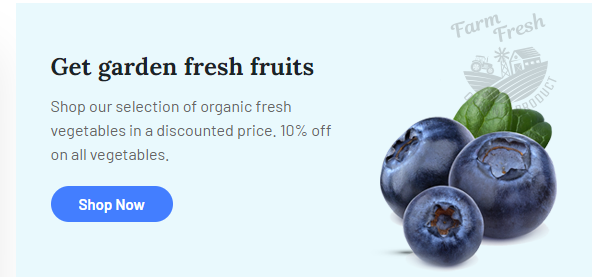 Farm
Fresh
Get garden fresh fruits
Shop our selection of organic fresh
vegetables in a discounted price. 10% off
on all vegetables.
Shop Now
PRODUCT